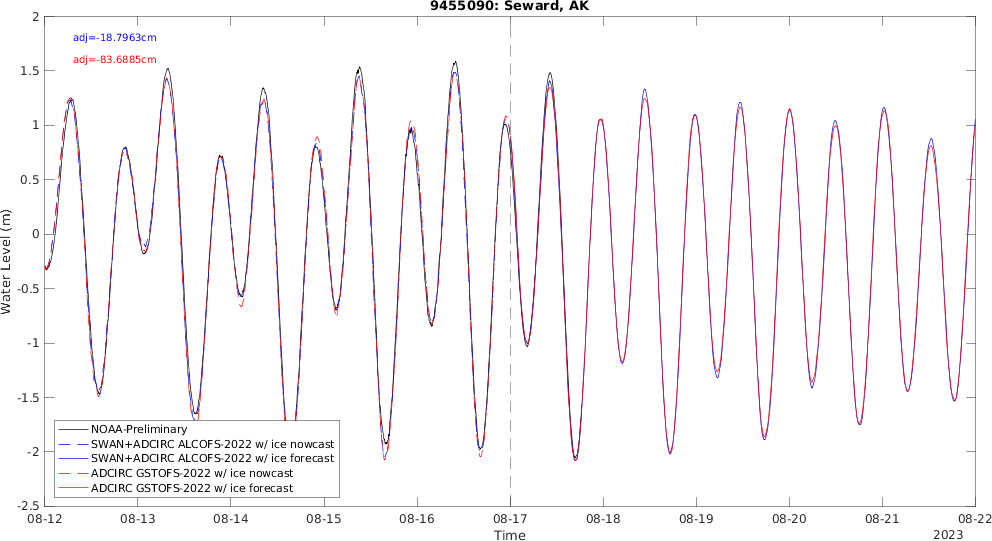 9455090: Seward, AK
adj=-18.7963cm
adj=-83.6885cm
Water Level (m)
2
1.5
1
0.5
0
-0.5
-1
-1.5
-2
-2.5
NOAA-Preliminary
SWAN+ADCIRC ALCOFS-2022 w/ ice nowcast
SWAN+ADCIRC ALCOFS-2022 w/ ice forecast
ADCIRC GSTOFS-2022 w/ ice nowcast
ADCIRC GSTOFS-2022 w/ ice forecast
08-12 08-13 08-14 08-15 08-16 08-17 08-18 08-19 08-20 08-21 08-22
Time
2023